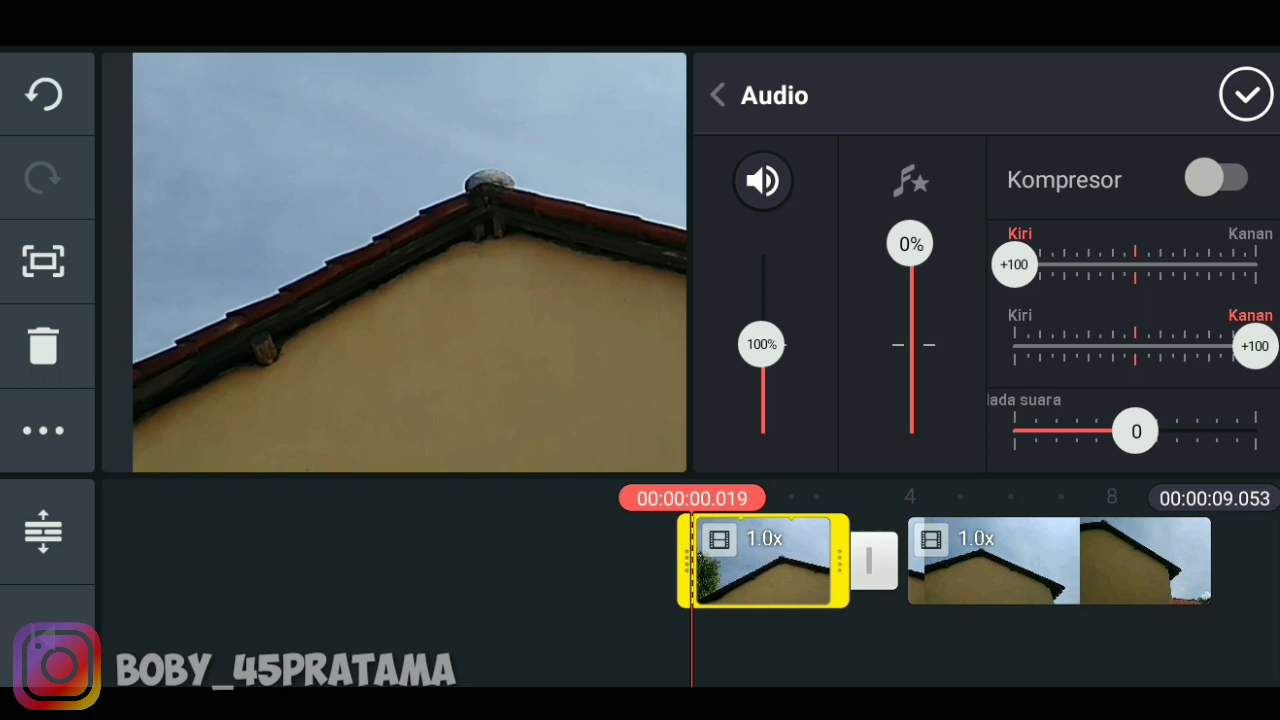 Audio
Kompresor
Kiri Kanan
+100
Kiri Kanan
+100
0%
100%
ada suara
0
00:00:00.019
4
8
00:00:09.053
1.0x
1.0x
BOBY_45PRATAMA